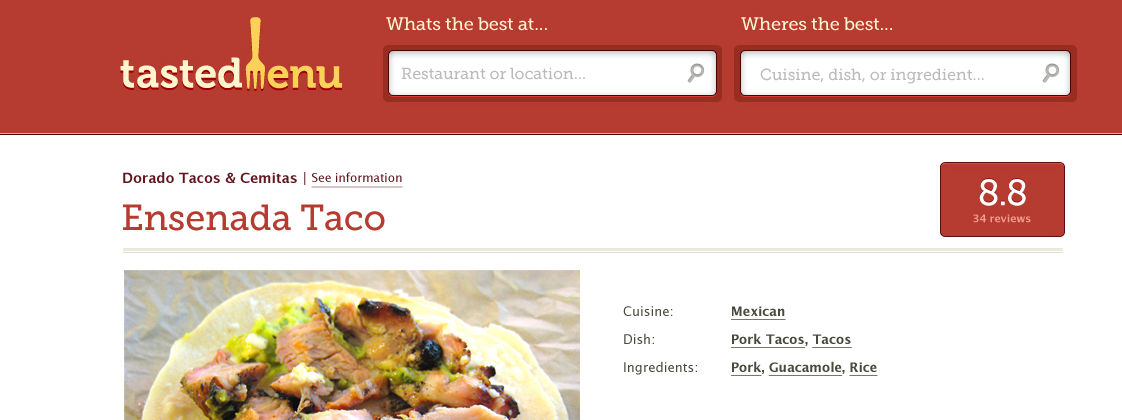 Whats the best at...
Wheres the best...
tastedmenu
Restaurant or location...
Cuisine, dish, or ingredient...
Dorado Tacos & Cemitas | See information
Ensenada Taco
8.8
34 reviews
Cuisine: Mexican
Dish: Pork Tacos, Tacos
Ingredients: Pork, Guacamole, Rice